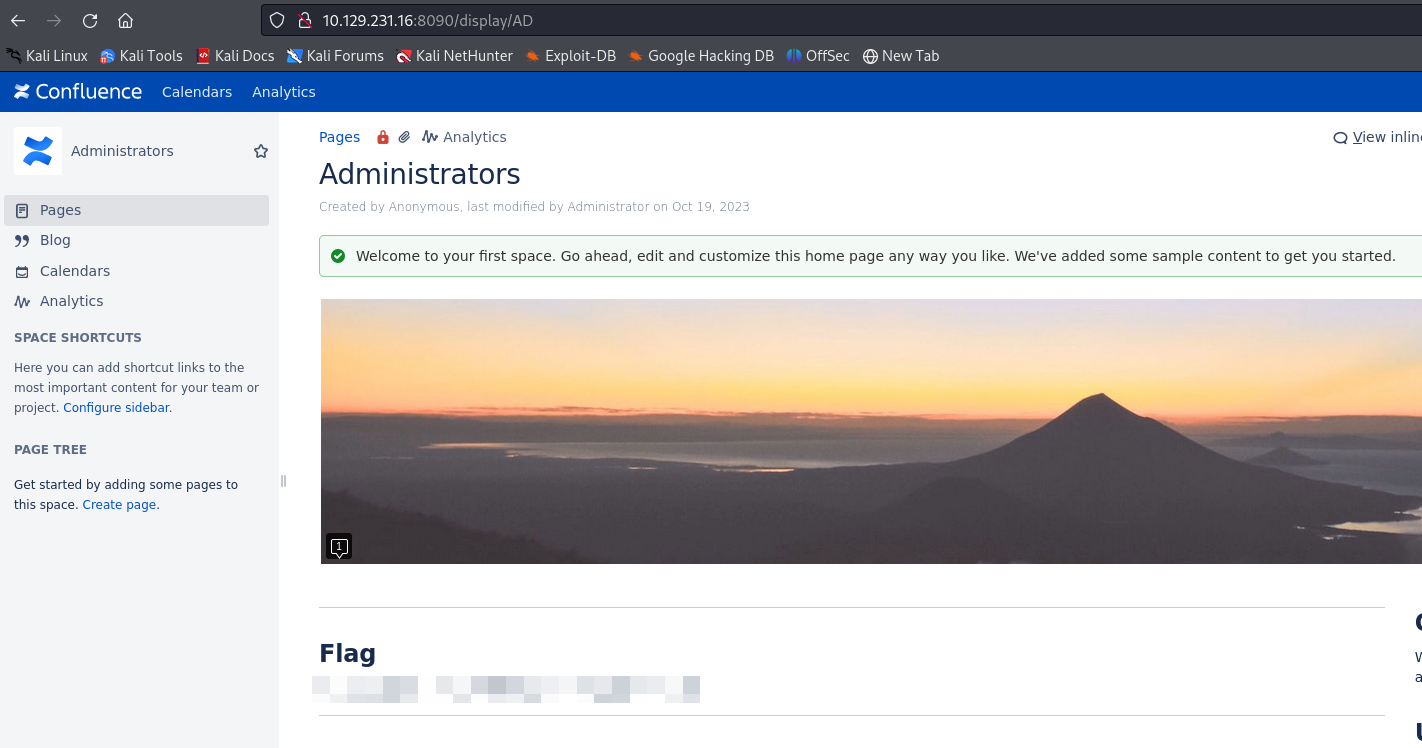 10.129.231.16:8090/display/AD
Kali Linux Kali Tools Kali Docs Kali Forums Kali NetHunter Exploit-DB Google Hacking DB OffSec New Tab
Confluence Calendars Analytics
Administrators
Pages
Blog
Calendars
Analytics
SPACE SHORTCUTS
Here you can add shortcut links to the
most important content for your team or
project. Configure sidebar.
PAGE TREE
Get started by adding some pages to
this space. Create page.
Pages Analytics
View inline
Administrators
Created by Anonymous, last modified by Administrator on Oct 19, 2023
Welcome to your first space. Go ahead, edit and customize this home page any way you like. We've added some sample content to get you started.
1
Flag